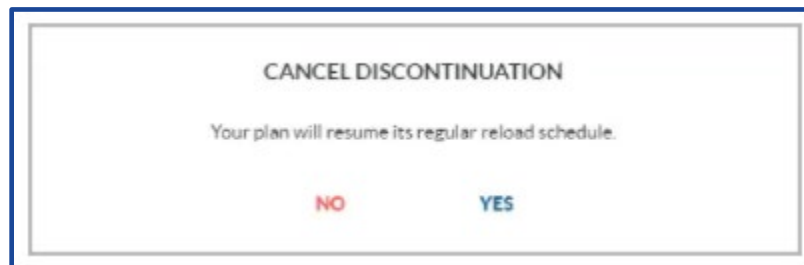 CANCEL DISCONTINUATION
Your plan will resume its regular reload schedule.
NO YES